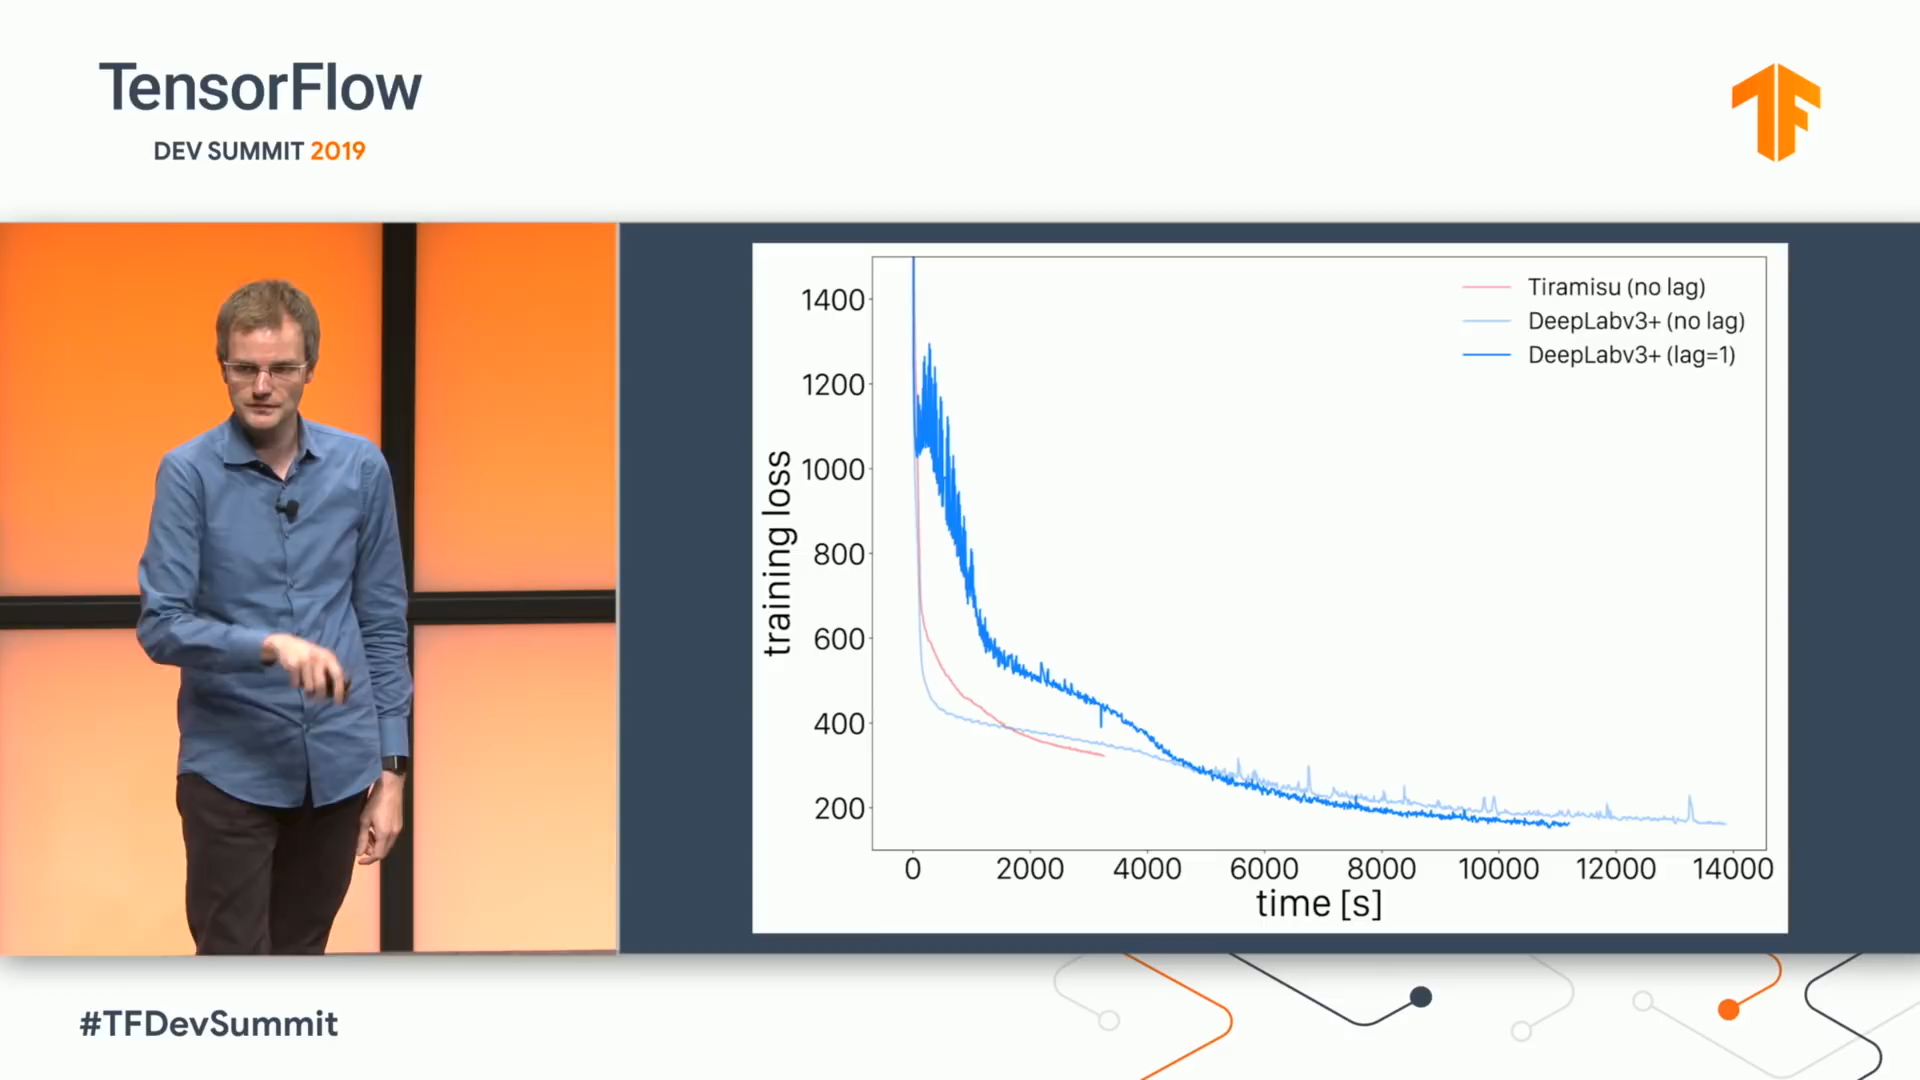 TensorFlow
DEV SUMMIT 2019
1400
1200
1000
800
600
400
200
training loss
Tiramisu (no lag)
DeepLabv3+ (no lag)
DeepLabv3+ (lag=1)
0 2000 4000 6000 8000 10000 12000 14000
time [s]
#TFDevSummit